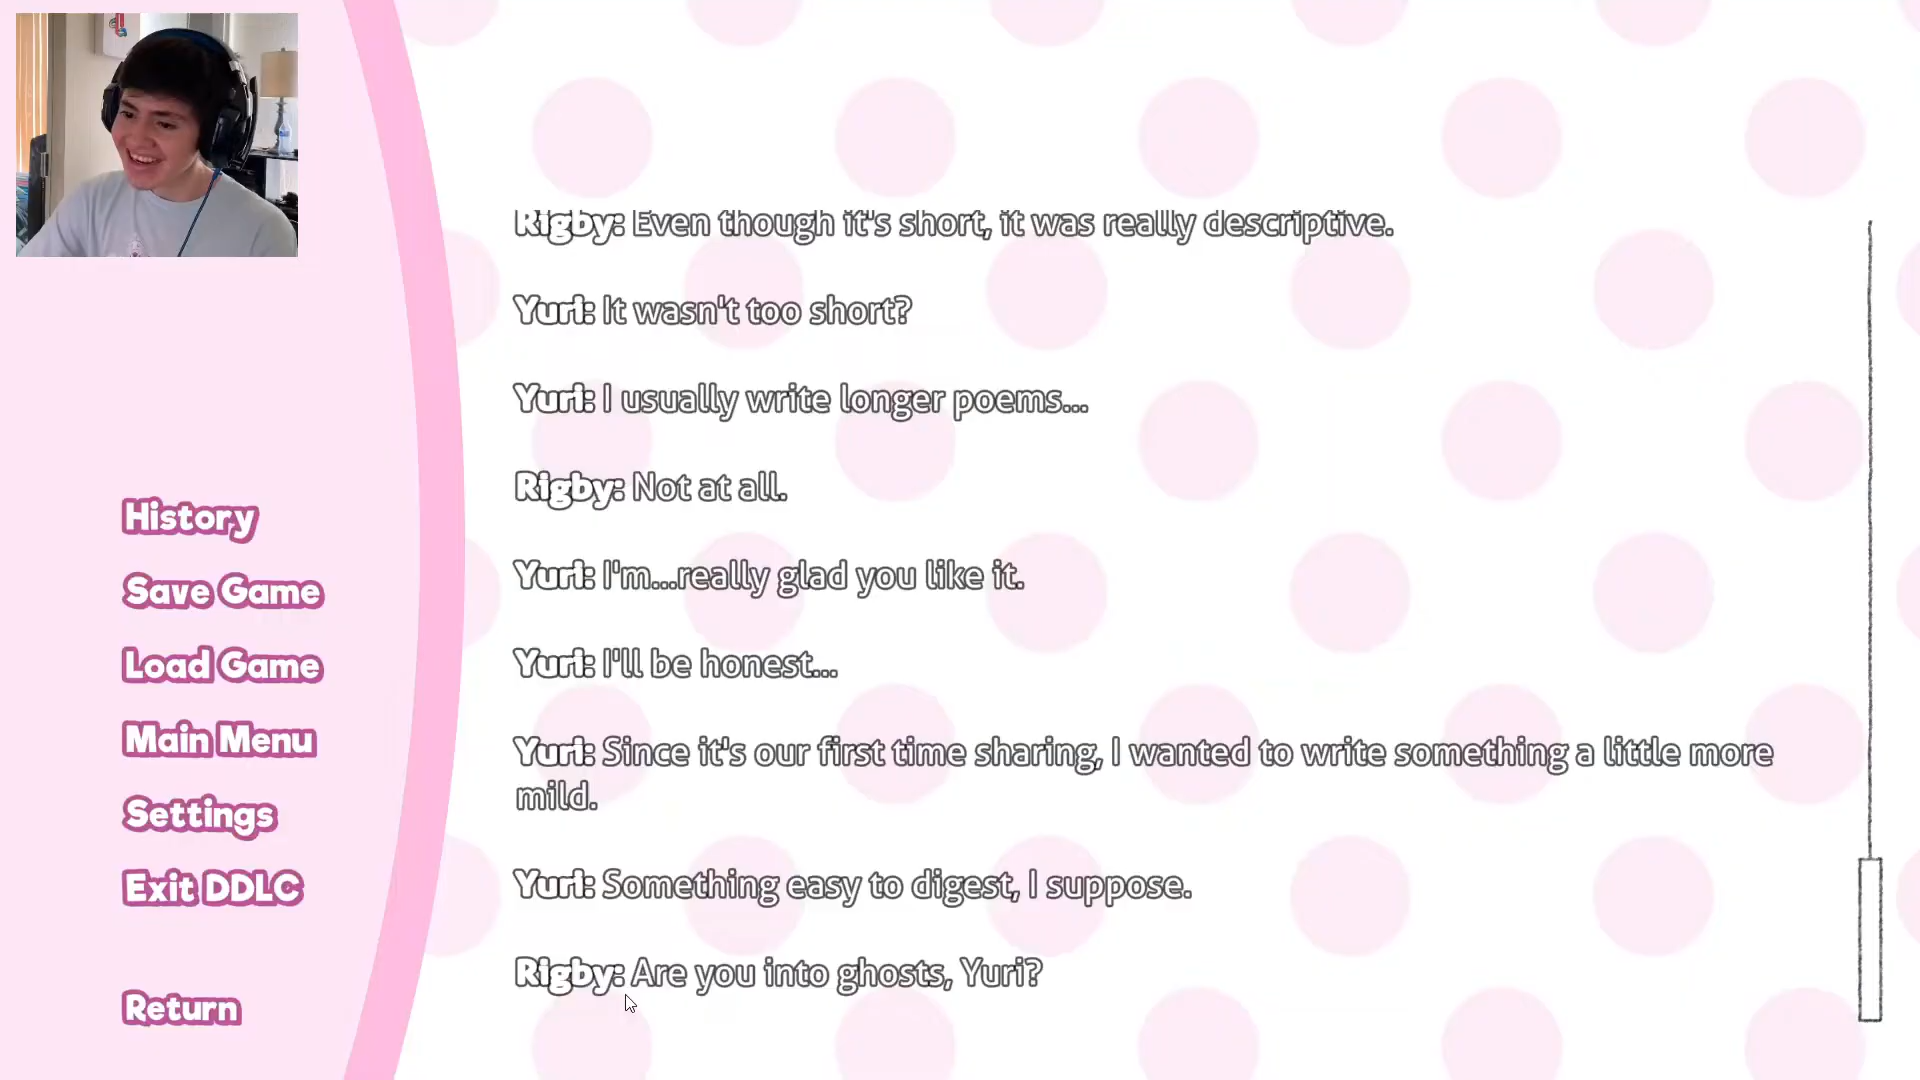 Rigby: Even though it's short, it was really descriptive.
Yuri: It wasn't too short?
Yuri: I usually write longer poems...
Rigby: Not at all.
Yuri: I'm...really glad you like it.
Yuri: I'll be honest...
Yuri: Since it's our first time sharing, I wanted to write something a little more
mild.
Yuri: Something easy to digest, I suppose.
Rigby: Are you into ghosts, Yuri?
History
Save Game
Load Game
Main Menu
Settings
Exit DDLC
Return